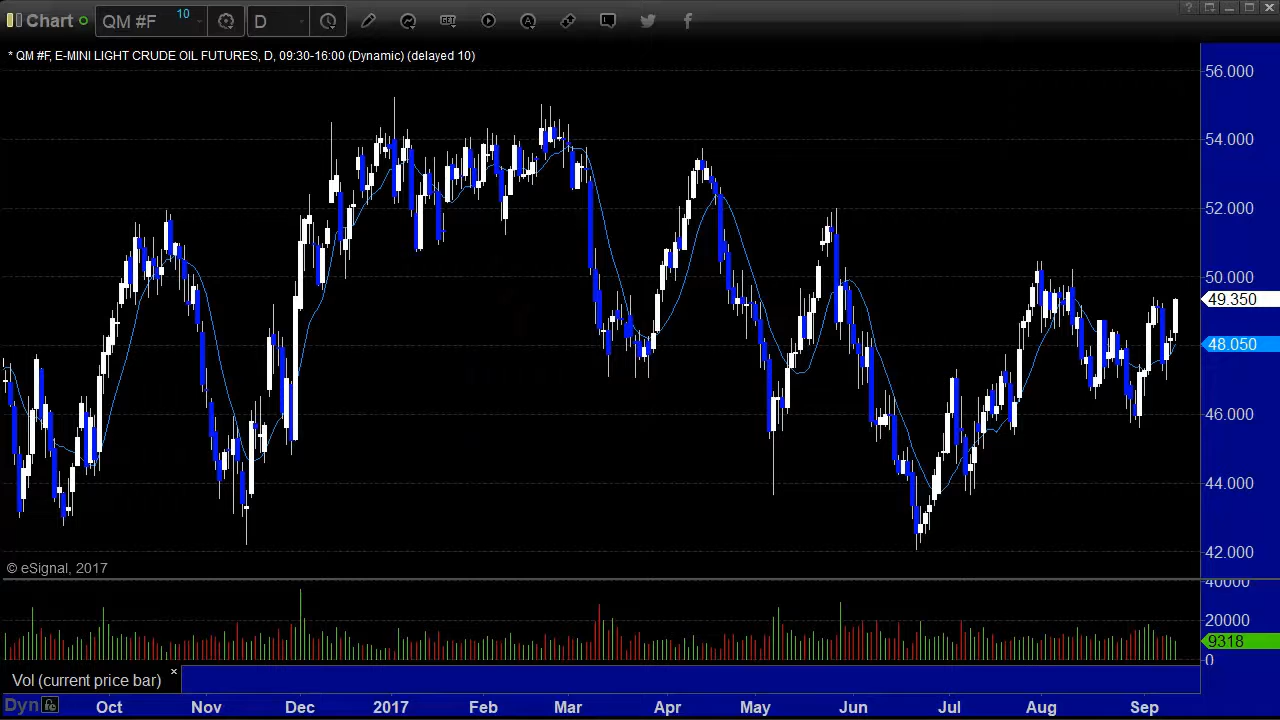 Chart QM #F 10 D GET A
* QM #F, E-MINI LIGHT CRUDE OIL FUTURES, D, 09:30-16:00 (Dynamic) (delayed 10)
56.000
54.000
52.000
50.000
49.350
48.050
46.000
44.000
42.000
© eSignal, 2017
40000
20000
9318
0
Vol (current price bar) ×
Dyn Oct Nov Dec 2017 Feb Mar Apr May Jun Jul Aug Sep